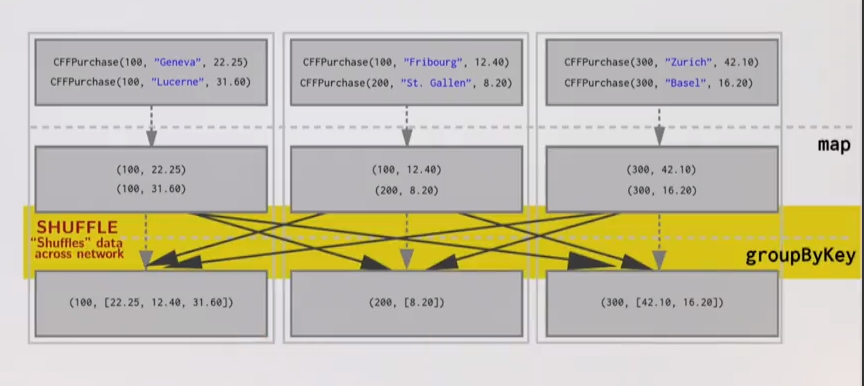 CFFPurchase(100, "Geneva", 22.25)
CFFPurchase(100, "Lucerne", 31.60)
CFFPurchase(100, "Fribourg", 12.40)
CFFPurchase(200, "St. Gallen", 8.20)
CFFPurchase(300, "Zurich", 42.10)
CFFPurchase(300, "Basel", 16.20)
map
(100, 22.25)
(100, 31.60)
(100, 12.40)
(200, 8.20)
(300, 42.10)
(300, 16.20)
SHUFFLE
"Shuffles" data
across network
groupByKey
(100, [22.25, 12.40, 31.60])
(200, [8.20])
(300, [42.10, 16.20])